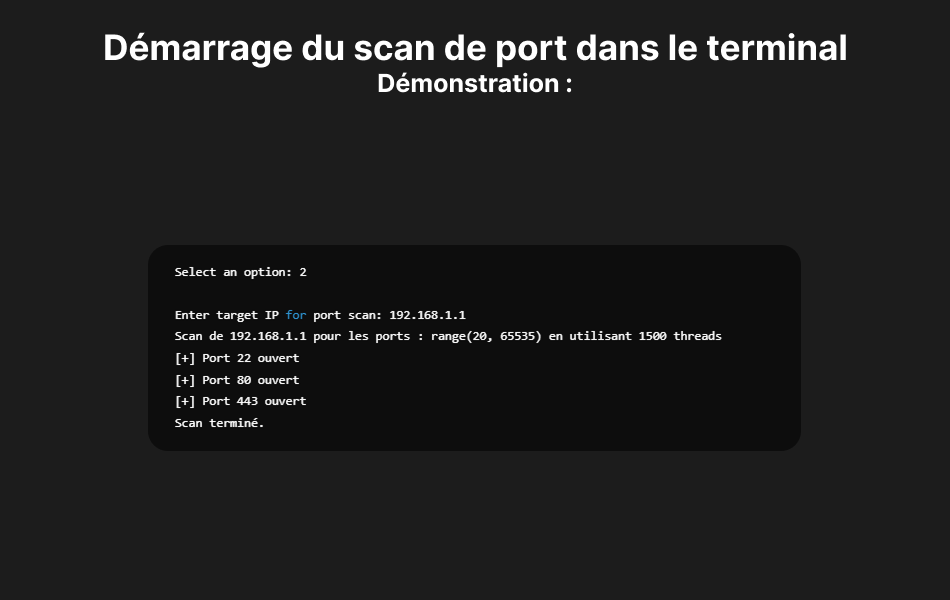 Démarrage du scan de port dans le terminal
Démonstration :
Select an option: 2
Enter target IP for port scan: 192.168.1.1
Scan de 192.168.1.1 pour les ports : range(20, 65535) en utilisant 1500 threads
[+] Port 22 ouvert
[+] Port 80 ouvert
[+] Port 443 ouvert
Scan terminé.